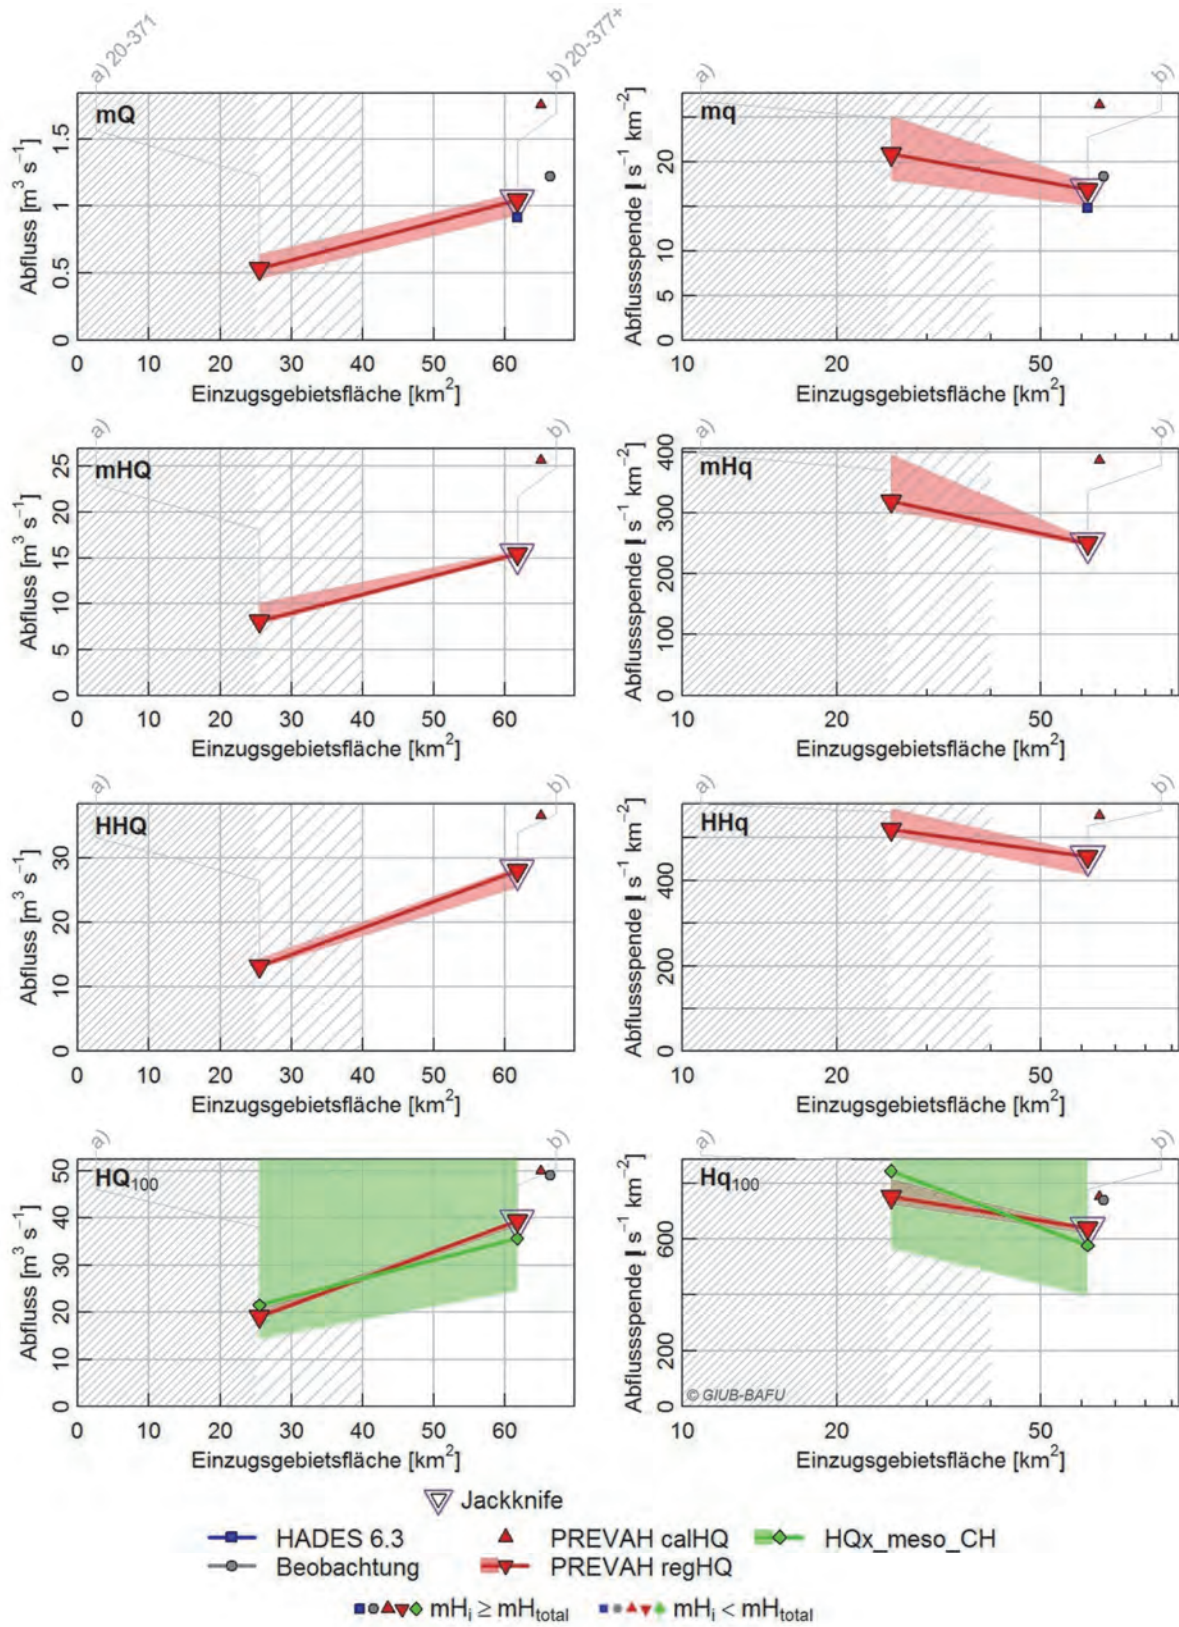 a) 20-371
b) 20-377+
a)
b)
mQ
mq
Abfluss [m³ s⁻¹]
0 0.5 1 1.5
Abflussspende [l s⁻¹ km⁻²]
0 5 10 20
0 10 20 30 40 50 60
10 20 50
Einzugsgebietsfläche [km²]
Einzugsgebietsfläche [km²]
a)
b)
a)
b)
mHQ
mHq
Abfluss [m³ s⁻¹]
0 5 10 15 20 25
Abflussspende [l s⁻¹ km⁻²]
0 100 200 300 400
0 10 20 30 40 50 60
10 20 50
Einzugsgebietsfläche [km²]
Einzugsgebietsfläche [km²]
a)
b)
a)
b)
HHQ
HHq
Abfluss [m³ s⁻¹]
0 10 20 30
Abflussspende [l s⁻¹ km⁻²]
0 200 400
0 10 20 30 40 50 60
10 20 50
Einzugsgebietsfläche [km²]
Einzugsgebietsfläche [km²]
a)
b)
a)
b)
HQ₁₀₀
Hq₁₀₀
Abfluss [m³ s⁻¹]
0 10 20 30 40 50
Abflussspende [l s⁻¹ km⁻²]
0 200 600
© GIUB-BAFU
0 10 20 30 40 50 60
10 20 50
Einzugsgebietsfläche [km²]
Einzugsgebietsfläche [km²]
Jackknife
HADES 6.3 PREVAH calHQ HQx_meso_CH
Beobachtung PREVAH regHQ
mHᵢ ≥ mH_total mHᵢ < mH_total